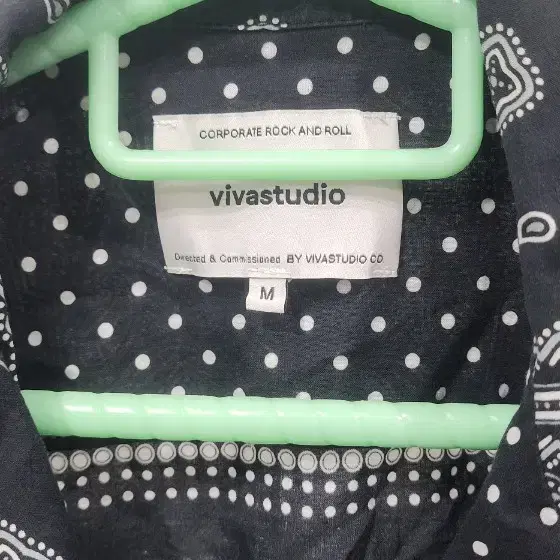 CORPORATE ROCK AND ROLL
vivastudio
Directed & Commissioned BY VIVASTUDIO CO
M